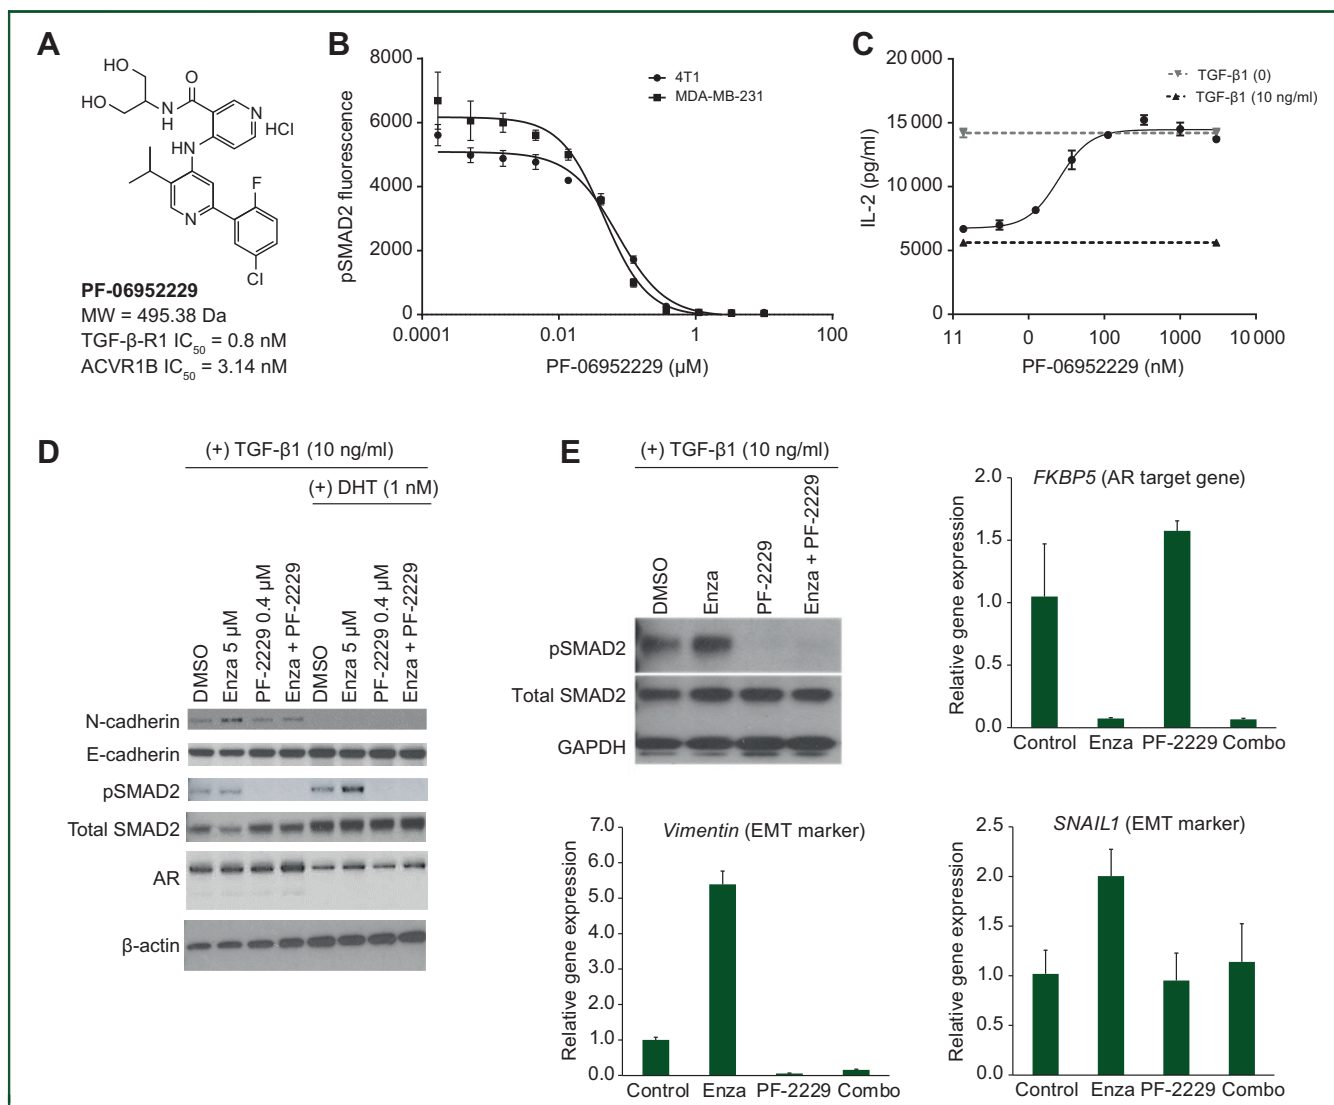 A
HO
HO
O
N
H
N
HCl
HN
F
N
Cl
PF-06952229
MW = 495.38 Da
TGF-β-R1 IC50 = 0.8 nM
ACVR1B IC50 = 3.14 nM
B
8000
6000
4000
2000
0
pSMAD2 fluorescence
4T1
MDA-MB-231
0.0001
0.01
1
100
PF-06952229 (µM)
C
20 000
15 000
10 000
5000
0
IL-2 (pg/ml)
TGF-β1 (0)
TGF-β1 (10 ng/ml)
11
0
100
1000
10 000
PF-06952229 (nM)
D
(+) TGF-β1 (10 ng/ml)
(+) DHT (1 nM)
DMSO
Enza 5 µM
PF-2229 0.4 µM
Enza + PF-2229
DMSO
Enza 5 µM
PF-2229 0.4 µM
Enza + PF-2229
N-cadherin
E-cadherin
pSMAD2
Total SMAD2
AR
β-actin
E
(+) TGF-β1 (10 ng/ml)
DMSO
Enza
PF-2229
Enza + PF-2229
pSMAD2
Total SMAD2
GAPDH
FKBP5 (AR target gene)
Relative gene expression
2.0
1.5
1.0
0.5
0.0
Control
Enza
PF-2229
Combo
Vimentin (EMT marker)
Relative gene expression
7.0
6.0
5.0
4.0
3.0
2.0
1.0
0.0
Control
Enza
PF-2229
Combo
SNAIL1 (EMT marker)
Relative gene expression
2.5
2.0
1.5
1.0
0.5
0.0
Control
Enza
PF-2229
Combo